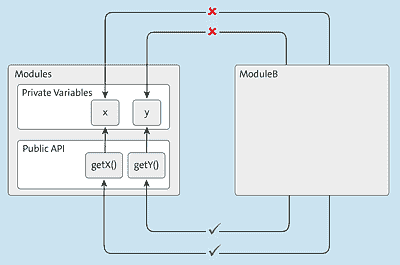 Modules
ModuleB
Private Variables
x
y
Public API
getX()
getY()